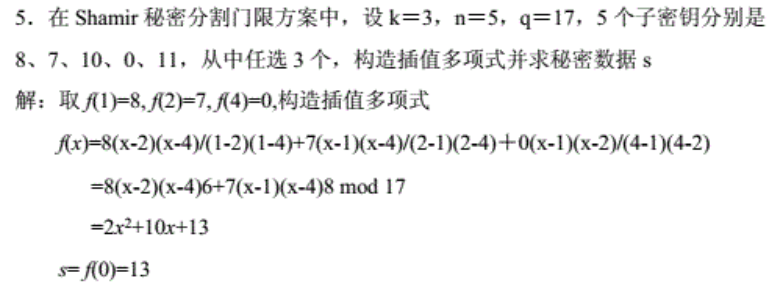 5．在 Shamir 秘密分割门限方案中，设 k＝3，n＝5，q＝17，5 个子密钥分别是
8、7、10、0、11，从中任选 3 个，构造插值多项式并求秘密数据 s
解：取 f(1)=8, f(2)=7, f(4)=0,构造插值多项式
f(x)=8(x-2)(x-4)/(1-2)(1-4)+7(x-1)(x-4)/(2-1)(2-4)＋0(x-1)(x-2)/(4-1)(4-2)
=8(x-2)(x-4)6+7(x-1)(x-4)8 mod 17
=2x²+10x+13
s= f(0)=13